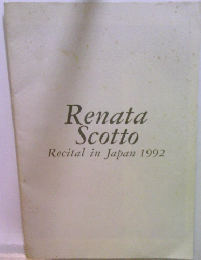 Renata
Scotto
Recital in Japan 1992